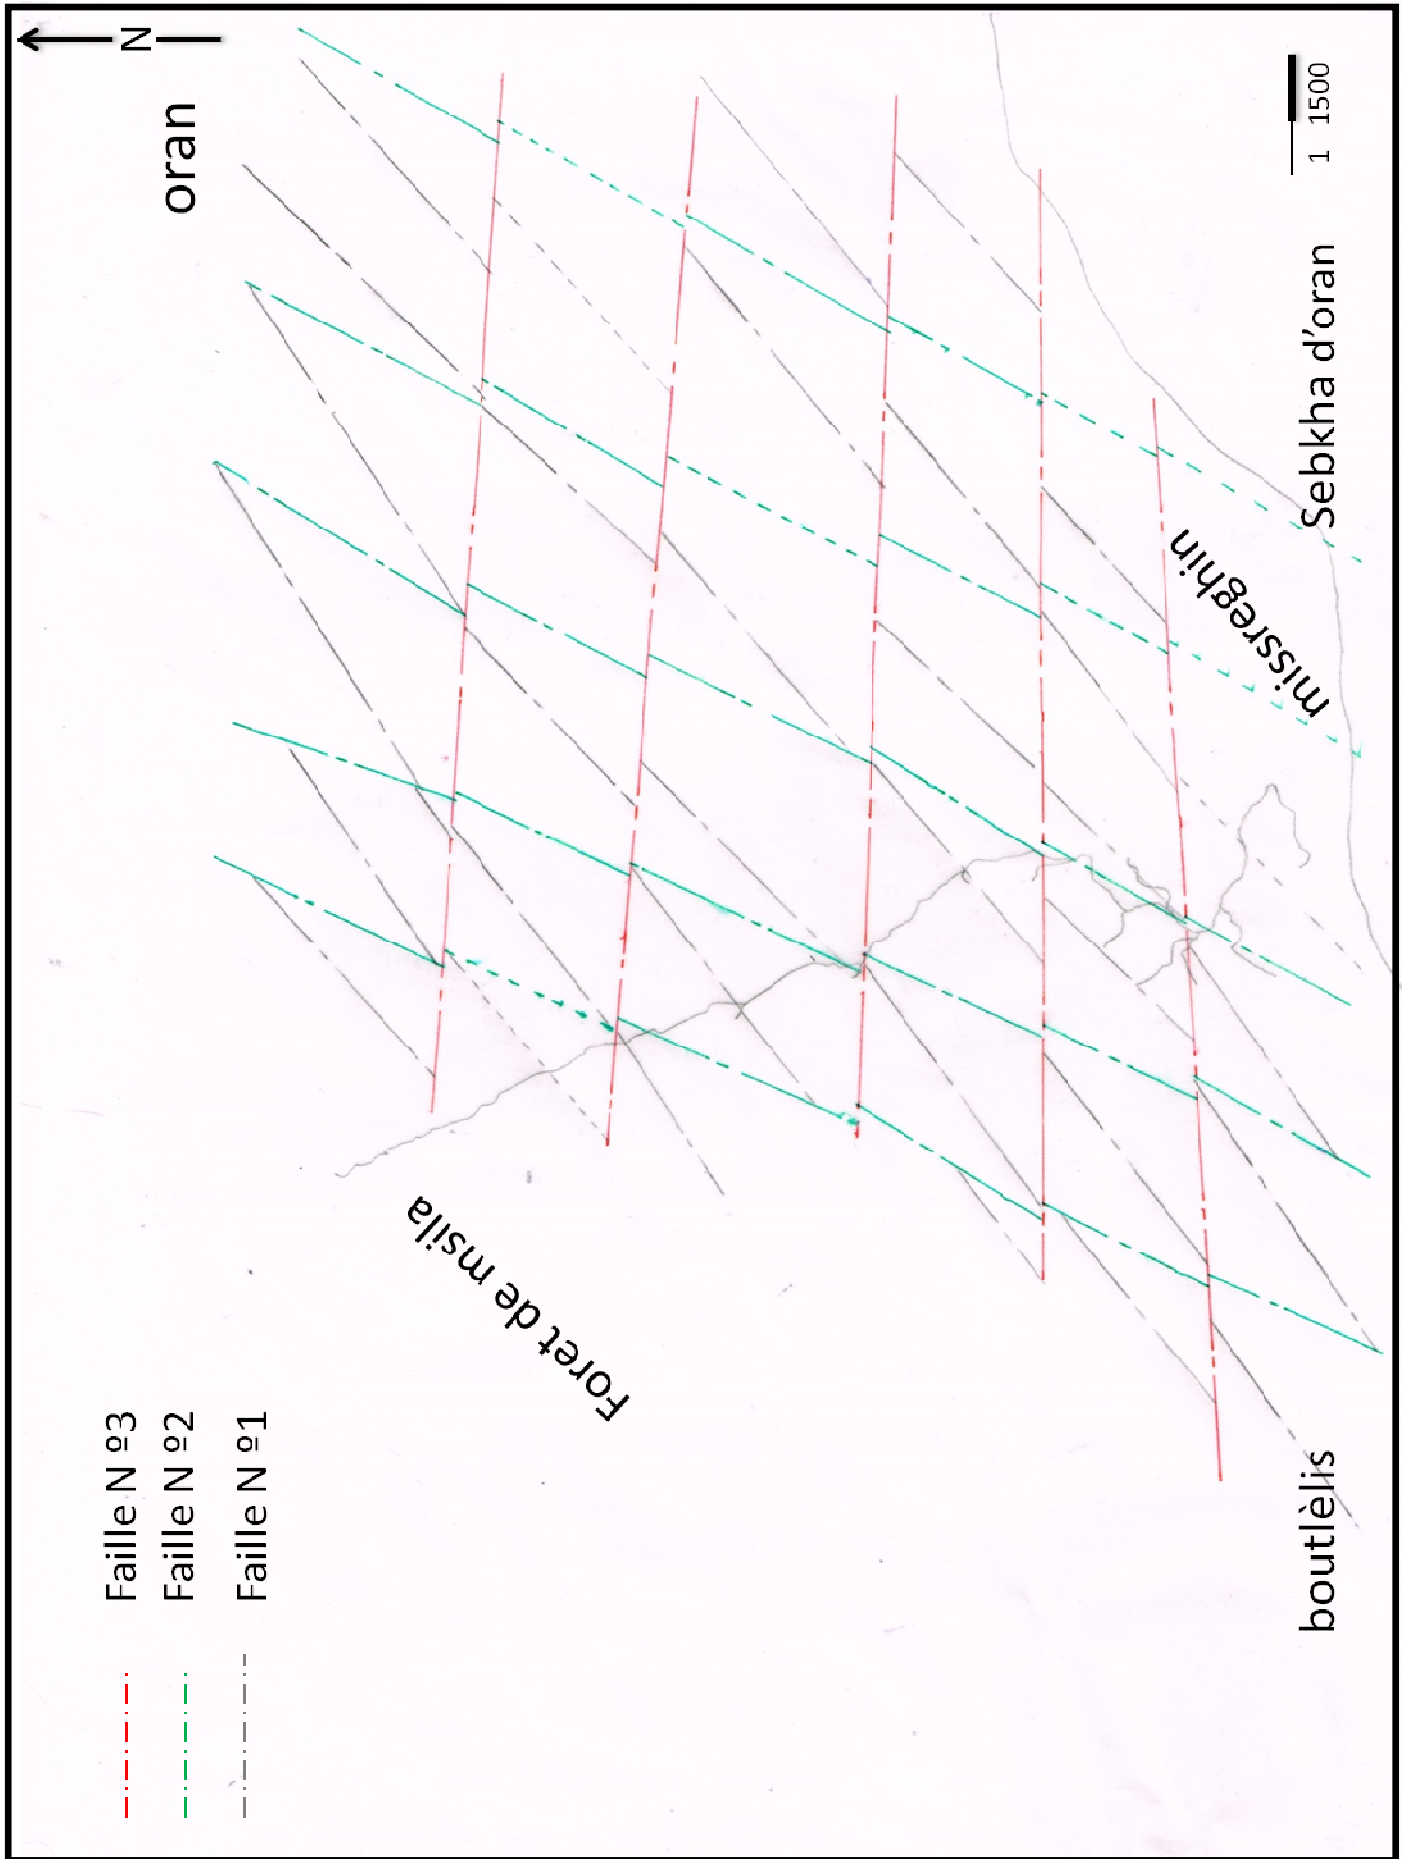 Faille N º3
Faille N º2
Faille N º1
N
oran
Foret de msila
missreghin
Sebkha d'oran
boutlèlis
1 1500